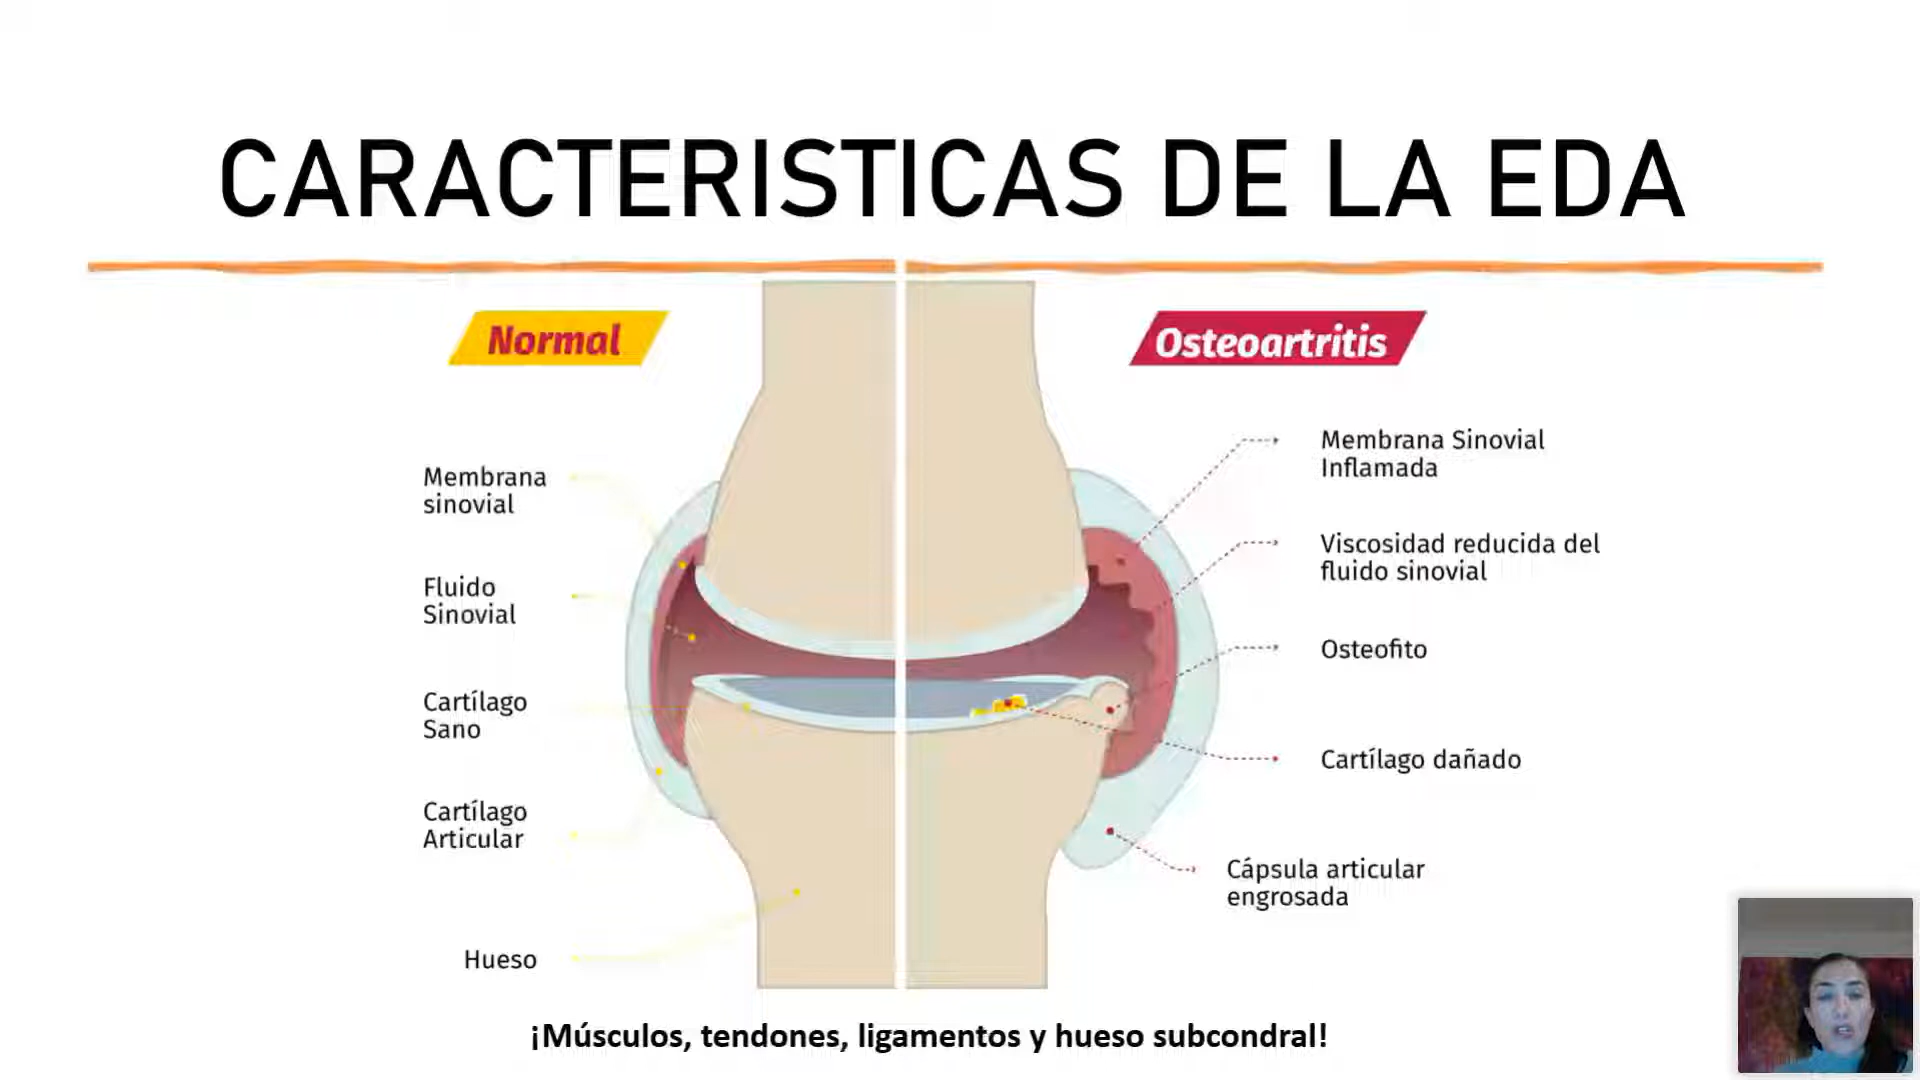 CARACTERISTICAS DE LA EDA
Normal
Membrana
sinovial
Fluido
Sinovial
Cartílago
Sano
Cartílago
Articular
Hueso
Osteoartritis
Membrana Sinovial
Inflamada
Viscosidad reducida del
fluido sinovial
Osteofito
Cartílago dañado
Cápsula articular
engrosada
¡Músculos, tendones, ligamentos y hueso subcondral!